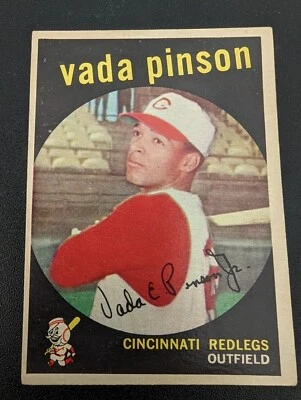 vada pinson
C
Vada E. Pinson Jr.
CINCINNATI REDLEGS
OUTFIELD